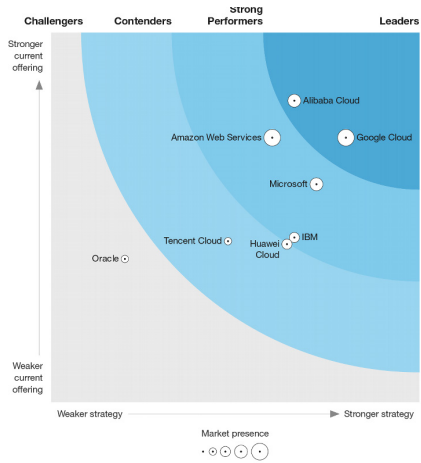 Challengers
Contenders
Strong
Performers
Leaders
Stronger
current
offering
Alibaba Cloud
Amazon Web Services
Google Cloud
Microsoft
Tencent Cloud
IBM
Huawei
Cloud
Oracle
Weaker
current
offering
Weaker strategy
Stronger strategy
Market presence